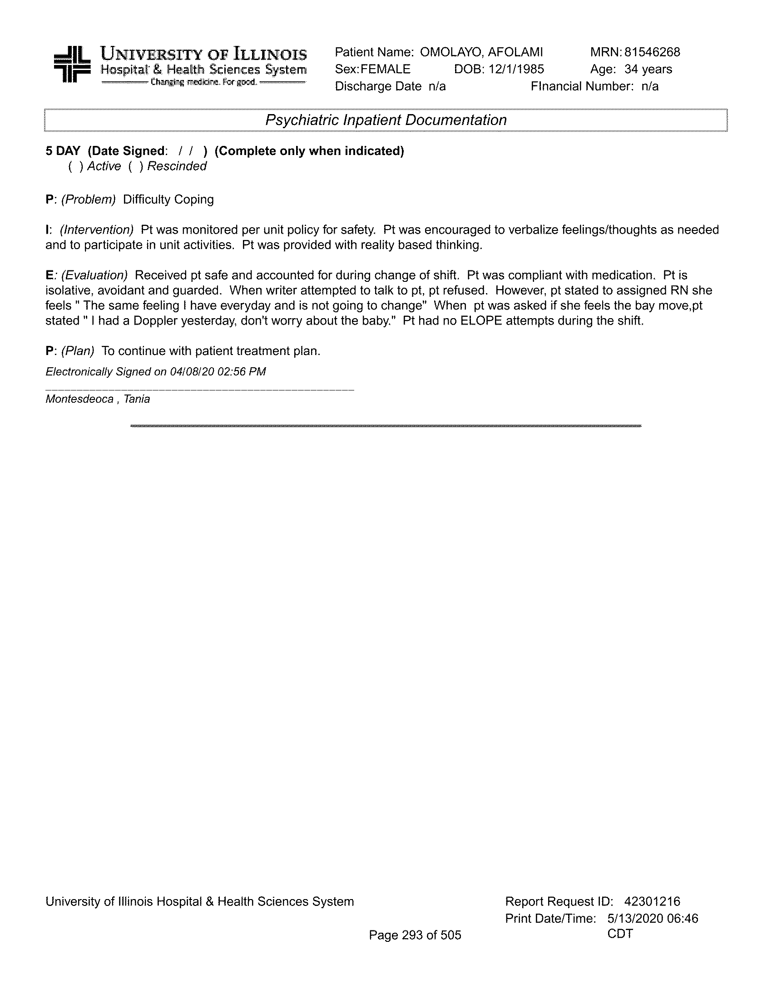 UNIVERSITY OF ILLINOIS
Hospital & Health Sciences System
Changing medicine. For good.
Patient Name: OMOLAYO, AFOLAMI MRN: 81546268
Sex: FEMALE DOB: 12/1/1985 Age: 34 years
Discharge Date n/a FInancial Number: n/a
Psychiatric Inpatient Documentation
5 DAY (Date Signed: / / ) (Complete only when indicated)
( ) Active ( ) Rescinded
P: (Problem) Difficulty Coping
I: (Intervention) Pt was monitored per unit policy for safety. Pt was encouraged to verbalize feelings/thoughts as needed
and to participate in unit activities. Pt was provided with reality based thinking.
E: (Evaluation) Received pt safe and accounted for during change of shift. Pt was compliant with medication. Pt is
isolative, avoidant and guarded. When writer attempted to talk to pt, pt refused. However, pt stated to assigned RN she
feels " The same feeling I have everyday and is not going to change" When pt was asked if she feels the bay move,pt
stated " I had a Doppler yesterday, don't worry about the baby." Pt had no ELOPE attempts during the shift.
P: (Plan) To continue with patient treatment plan.
Electronically Signed on 04/08/20 02:56 PM
Montesdeoca , Tania
University of Illinois Hospital & Health Sciences System Report Request ID: 42301216
Print Date/Time: 5/13/2020 06:46
Page 293 of 505 CDT